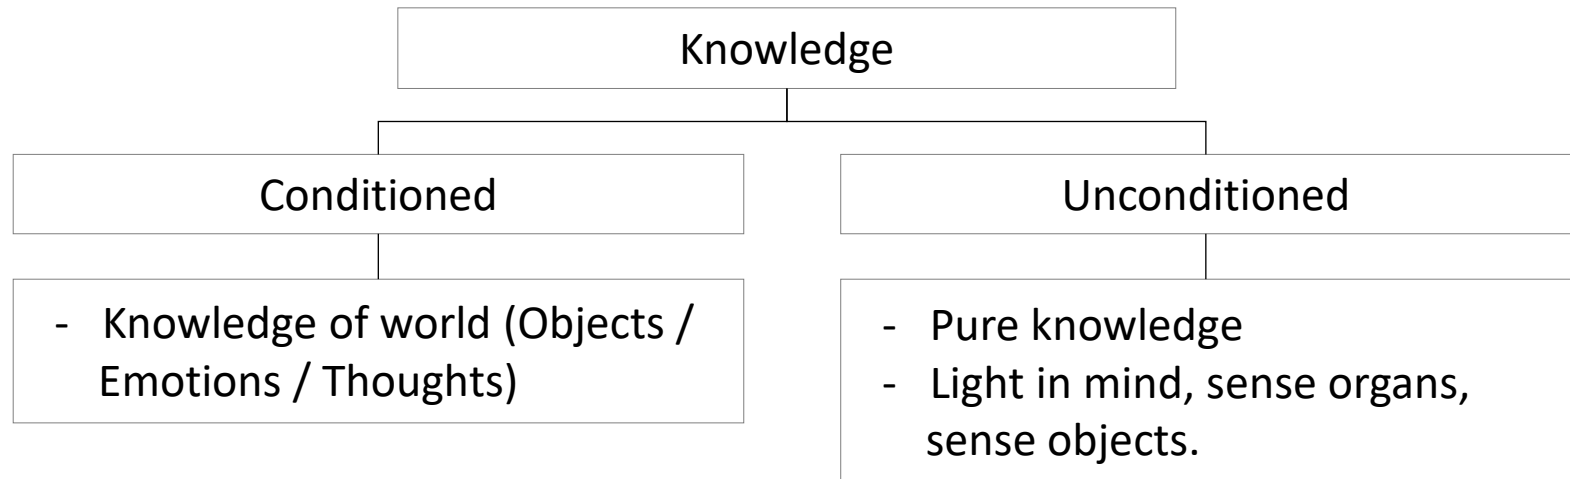 Knowledge
Conditioned
Unconditioned
- Knowledge of world (Objects /
Emotions / Thoughts)
- Pure knowledge
- Light in mind, sense organs,
sense objects.